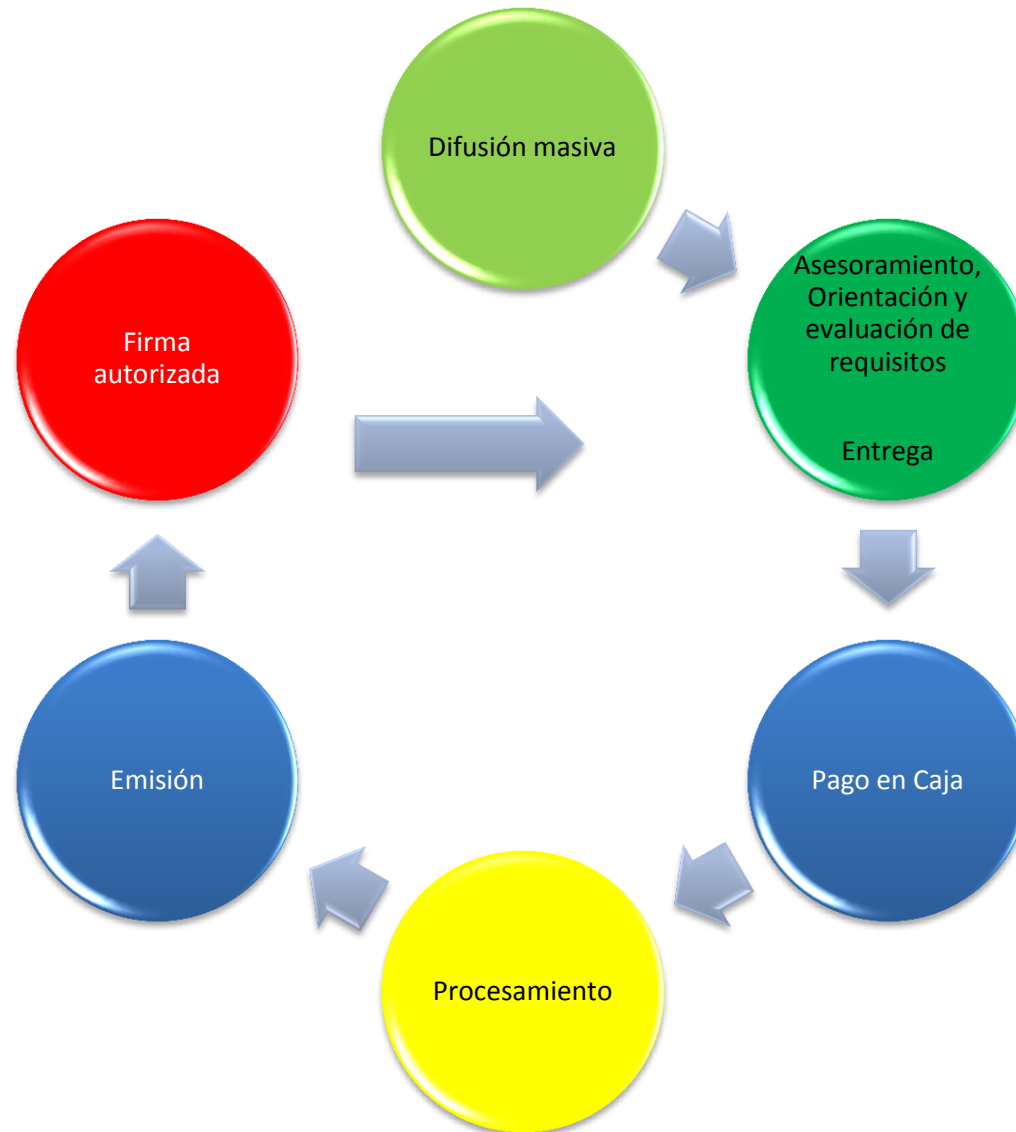 Difusión masiva
Asesoramiento,
Orientación y
evaluación de
requisitos
Entrega
Pago en Caja
Procesamiento
Emisión
Firma
autorizada